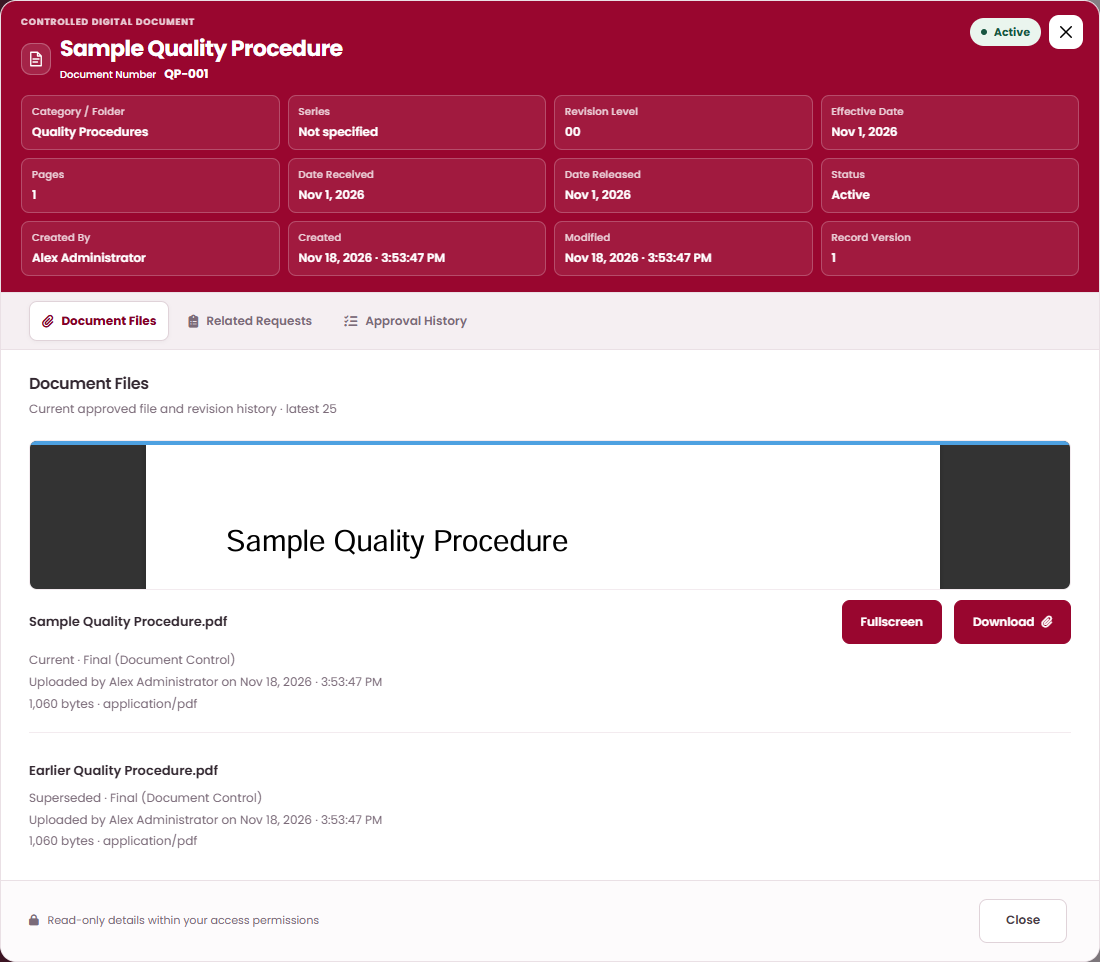 CONTROLLED DIGITAL DOCUMENT
Sample Quality Procedure
Document Number QP-001
Active
Category / Folder
Quality Procedures
Series
Not specified
Revision Level
00
Effective Date
Nov 1, 2026
Pages
1
Date Received
Nov 1, 2026
Date Released
Nov 1, 2026
Status
Active
Created By
Alex Administrator
Created
Nov 18, 2026 · 3:53:47 PM
Modified
Nov 18, 2026 · 3:53:47 PM
Record Version
1
Document Files
Related Requests
Approval History
Document Files
Current approved file and revision history · latest 25
Sample Quality Procedure
Sample Quality Procedure.pdf
Fullscreen
Download
Current · Final (Document Control)
Uploaded by Alex Administrator on Nov 18, 2026 · 3:53:47 PM
1,060 bytes · application/pdf
Earlier Quality Procedure.pdf
Superseded · Final (Document Control)
Uploaded by Alex Administrator on Nov 18, 2026 · 3:53:47 PM
1,060 bytes · application/pdf
Read-only details within your access permissions
Close